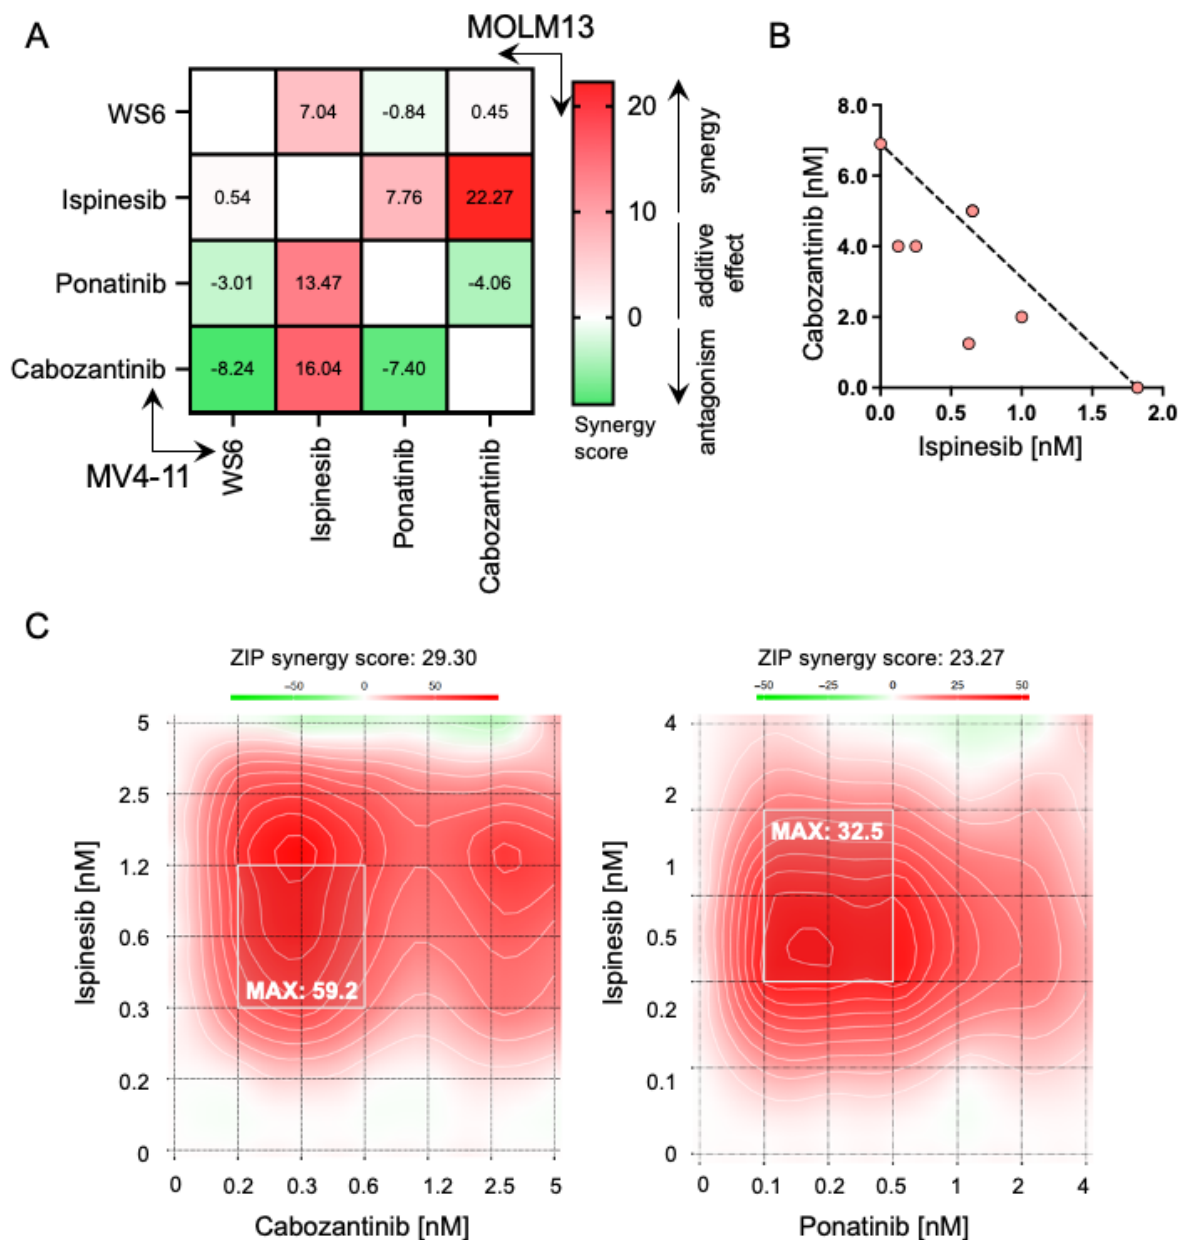 A
MOLM13
WS6
7.04
-0.84
0.45
Ispinesib
0.54
7.76
22.27
Ponatinib
-3.01
13.47
-4.06
Cabozantinib
-8.24
16.04
-7.40
MV4-11
WS6
Ispinesib
Ponatinib
Cabozantinib
20
10
0
Synergy
score
synergy
additive
effect
antagonism
B
8.0
6.0
4.0
2.0
0.0
Cabozantinib [nM]
0.0 0.5 1.0 1.5 2.0
Ispinesib [nM]
C
ZIP synergy score: 29.30
−50 0 50
5
2.5
1.2
0.6
0.3
0.2
0
Ispinesib [nM]
MAX: 59.2
0 0.2 0.3 0.6 1.2 2.5 5
Cabozantinib [nM]
ZIP synergy score: 23.27
−50 −25 0 25 50
4
2
1
0.5
0.2
0.1
0
Ispinesib [nM]
MAX: 32.5
0 0.1 0.2 0.5 1 2 4
Ponatinib [nM]